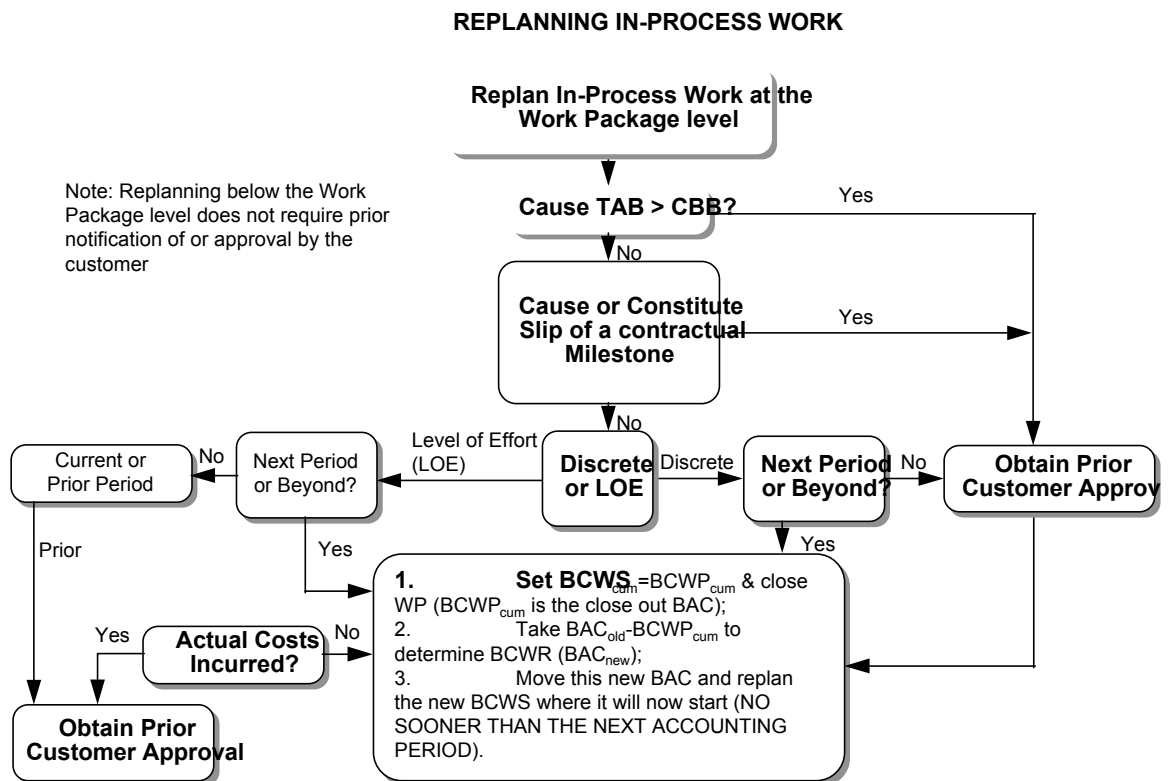 REPLANNING IN-PROCESS WORK
Replan In-Process Work at the
Work Package level
Note: Replanning below the Work
Package level does not require prior
notification of or approval by the
customer
Cause TAB > CBB?
Yes
No
Cause or Constitute
Slip of a contractual
Milestone
Yes
No
Level of Effort
(LOE)
Current or
Prior Period
No
Next Period
or Beyond?
Discrete
or LOE
Discrete
Next Period
or Beyond?
No
Obtain Prior
Customer Approv
Prior
Yes
Yes
1. Set BCWScum=BCWPcum & close
WP (BCWPcum is the close out BAC);
2. Take BACold-BCWPcum to
determine BCWR (BACnew);
3. Move this new BAC and replan
the new BCWS where it will now start (NO
SOONER THAN THE NEXT ACCOUNTING
PERIOD).
Yes
Actual Costs
Incurred?
No
Obtain Prior
Customer Approval